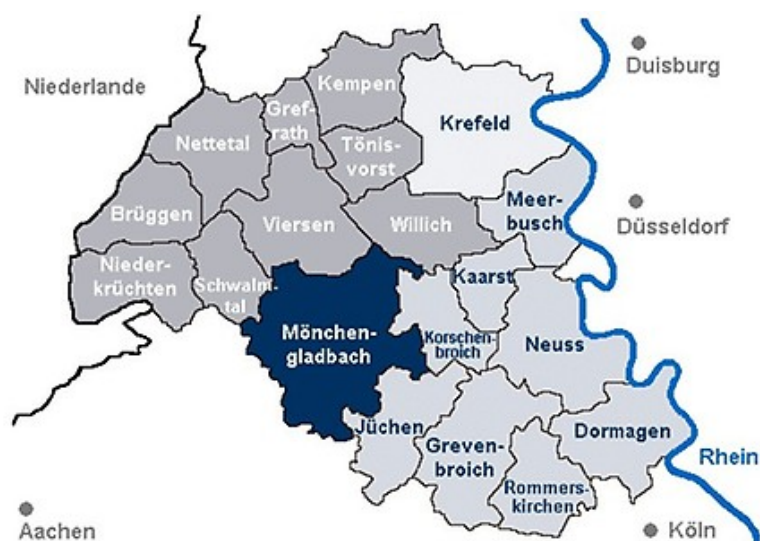 Duisburg
Niederlande
Kempen
Gref-
rath
Krefeld
Nettetal
Tönis-
vorst
Meer-
busch
Düsseldorf
Brüggen
Viersen
Willich
Nieder-
krüchten
Schwalm-
tal
Kaarst
Mönchen-
gladbach
Korschen-
broich
Neuss
Jüchen
Greven-
broich
Dormagen
Rhein
Rommers-
kirchen
Aachen
Köln